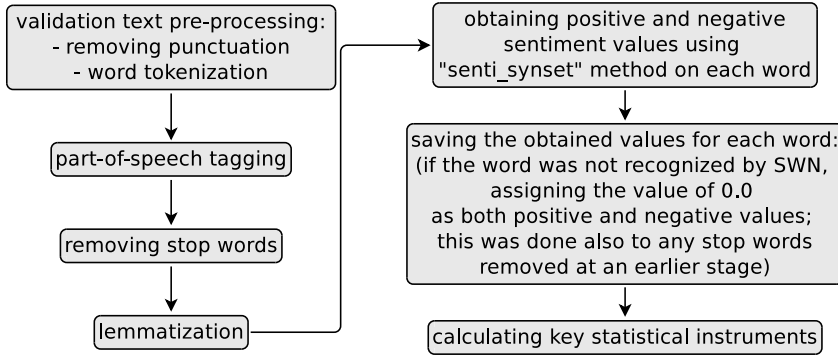 validation text pre-processing:
- removing punctuation
- word tokenization
part-of-speech tagging
removing stop words
lemmatization
obtaining positive and negative
sentiment values using
"senti_synset" method on each word
saving the obtained values for each word:
(if the word was not recognized by SWN,
assigning the value of 0.0
as both positive and negative values;
this was done also to any stop words
removed at an earlier stage)
calculating key statistical instruments